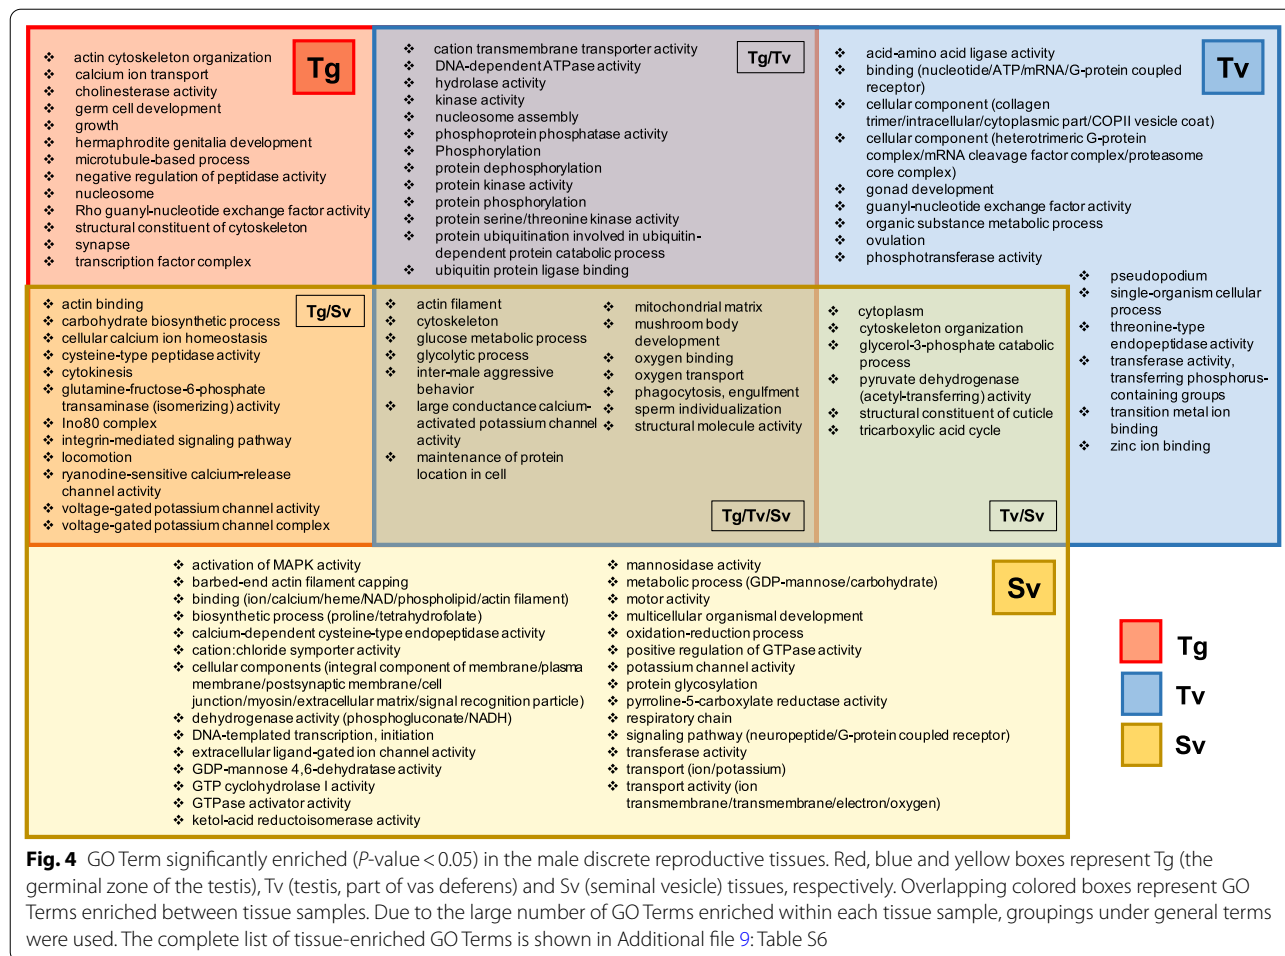 ❖ actin cytoskeleton organization
❖ calcium ion transport
❖ cholinesterase activity
❖ germ cell development
❖ growth
❖ hermaphrodite genitalia development
❖ microtubule-based process
❖ negative regulation of peptidase activity
❖ nucleosome
❖ Rho guanyl-nucleotide exchange factor activity
❖ structural constituent of cytoskeleton
❖ synapse
❖ transcription factor complex
Tg
❖ cation transmembrane transporter activity
❖ DNA-dependent ATPase activity
❖ hydrolase activity
❖ kinase activity
❖ nucleosome assembly
❖ phosphoprotein phosphatase activity
❖ Phosphorylation
❖ protein dephosphorylation
❖ protein kinase activity
❖ protein phosphorylation
❖ protein serine/threonine kinase activity
❖ protein ubiquitination involved in ubiquitin-
dependent protein catabolic process
❖ ubiquitin protein ligase binding
Tg/Tv
❖ acid-amino acid ligase activity
❖ binding (nucleotide/ATP/mRNA/G-protein coupled
receptor)
❖ cellular component (collagen
trimer/intracellular/cytoplasmic part/COPII vesicle coat)
❖ cellular component (heterotrimeric G-protein
complex/mRNA cleavage factor complex/proteasome
core complex)
❖ gonad development
❖ guanyl-nucleotide exchange factor activity
❖ organic substance metabolic process
❖ ovulation
❖ phosphotransferase activity
❖ pseudopodium
❖ single-organism cellular
process
❖ threonine-type
endopeptidase activity
❖ transferase activity,
transferring phosphorus-
containing groups
❖ transition metal ion
binding
❖ zinc ion binding
Tv
❖ actin binding
❖ carbohydrate biosynthetic process
❖ cellular calcium ion homeostasis
❖ cysteine-type peptidase activity
❖ cytokinesis
❖ glutamine-fructose-6-phosphate
transaminase (isomerizing) activity
❖ Ino80 complex
❖ integrin-mediated signaling pathway
❖ locomotion
❖ ryanodine-sensitive calcium-release
channel activity
❖ voltage-gated potassium channel activity
❖ voltage-gated potassium channel complex
Tg/Sv
❖ actin filament
❖ cytoskeleton
❖ glucose metabolic process
❖ glycolytic process
❖ inter-male aggressive
behavior
❖ large conductance calcium-
activated potassium channel
activity
❖ maintenance of protein
location in cell
❖ mitochondrial matrix
❖ mushroom body
development
❖ oxygen binding
❖ oxygen transport
❖ phagocytosis, engulfment
❖ sperm individualization
❖ structural molecule activity
Tg/Tv/Sv
❖ cytoplasm
❖ cytoskeleton organization
❖ glycerol-3-phosphate catabolic
process
❖ pyruvate dehydrogenase
(acetyl-transferring) activity
❖ structural constituent of cuticle
❖ tricarboxylic acid cycle
Tv/Sv
❖ activation of MAPK activity
❖ barbed-end actin filament capping
❖ binding (ion/calcium/heme/NAD/phospholipid/actin filament)
❖ biosynthetic process (proline/tetrahydrofolate)
❖ calcium-dependent cysteine-type endopeptidase activity
❖ cation:chloride symporter activity
❖ cellular components (integral component of membrane/plasma
membrane/postsynaptic membrane/cell
junction/myosin/extracellular matrix/signal recognition particle)
❖ dehydrogenase activity (phosphogluconate/NADH)
❖ DNA-templated transcription, initiation
❖ extracellular ligand-gated ion channel activity
❖ GDP-mannose 4,6-dehydratase activity
❖ GTP cyclohydrolase I activity
❖ GTPase activator activity
❖ ketol-acid reductoisomerase activity
❖ mannosidase activity
❖ metabolic process (GDP-mannose/carbohydrate)
❖ motor activity
❖ multicellular organismal development
❖ oxidation-reduction process
❖ positive regulation of GTPase activity
❖ potassium channel activity
❖ protein glycosylation
❖ pyrroline-5-carboxylate reductase activity
❖ respiratory chain
❖ signaling pathway (neuropeptide/G-protein coupled receptor)
❖ transferase activity
❖ transport (ion/potassium)
❖ transport activity (ion
transmembrane/transmembrane/electron/oxygen)
Sv
Tg
Tv
Sv
Fig. 4 GO Term significantly enriched (P-value < 0.05) in the male discrete reproductive tissues. Red, blue and yellow boxes represent Tg (the
germinal zone of the testis), Tv (testis, part of vas deferens) and Sv (seminal vesicle) tissues, respectively. Overlapping colored boxes represent GO
Terms enriched between tissue samples. Due to the large number of GO Terms enriched within each tissue sample, groupings under general terms
were used. The complete list of tissue-enriched GO Terms is shown in Additional file 9: Table S6